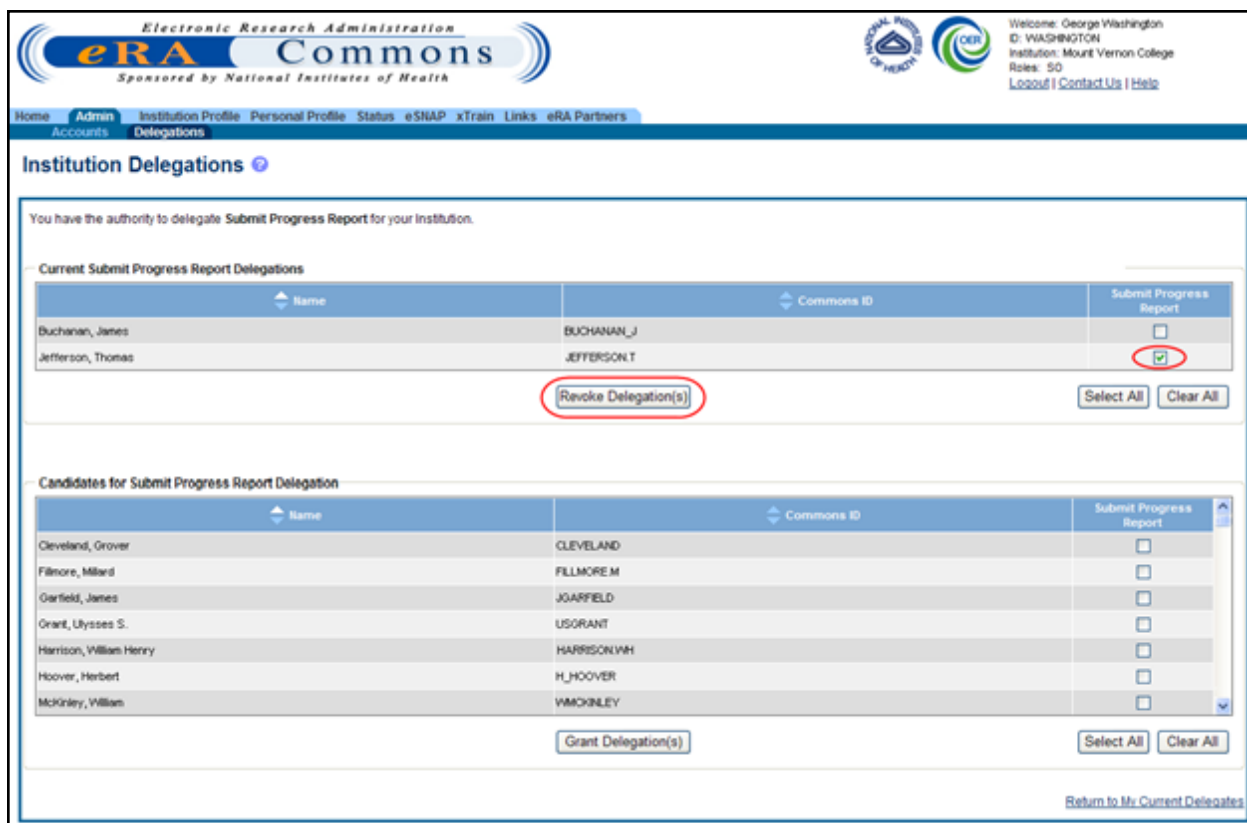 Electronic Research Administration
eRA Commons
Sponsored by National Institutes of Health
NATIONAL INSTITUTES OF HEALTH
OER
Welcome: George Washington
ID: WASHINGTON
Institution: Mount Vernon College
Roles: SO
Logout | Contact Us | Help
Home Admin Institution Profile Personal Profile Status eSNAP xTrain Links eRA Partners
Accounts Delegations
Institution Delegations ?
You have the authority to delegate Submit Progress Report for your Institution.
Current Submit Progress Report Delegations
Name Commons ID Submit Progress Report
Buchanan, James BUCHANAN_J
Jefferson, Thomas JEFFERSON.T
Revoke Delegation(s) Select All Clear All
Candidates for Submit Progress Report Delegation
Name Commons ID Submit Progress Report
Cleveland, Grover CLEVELAND
Fillmore, Millard FILLMORE.M
Garfield, James JGARFIELD
Grant, Ulysses S. USGRANT
Harrison, William Henry HARRISON.WH
Hoover, Herbert H_HOOVER
McKinley, William WMCKINLEY
Grant Delegation(s) Select All Clear All
Return to My Current Delegates